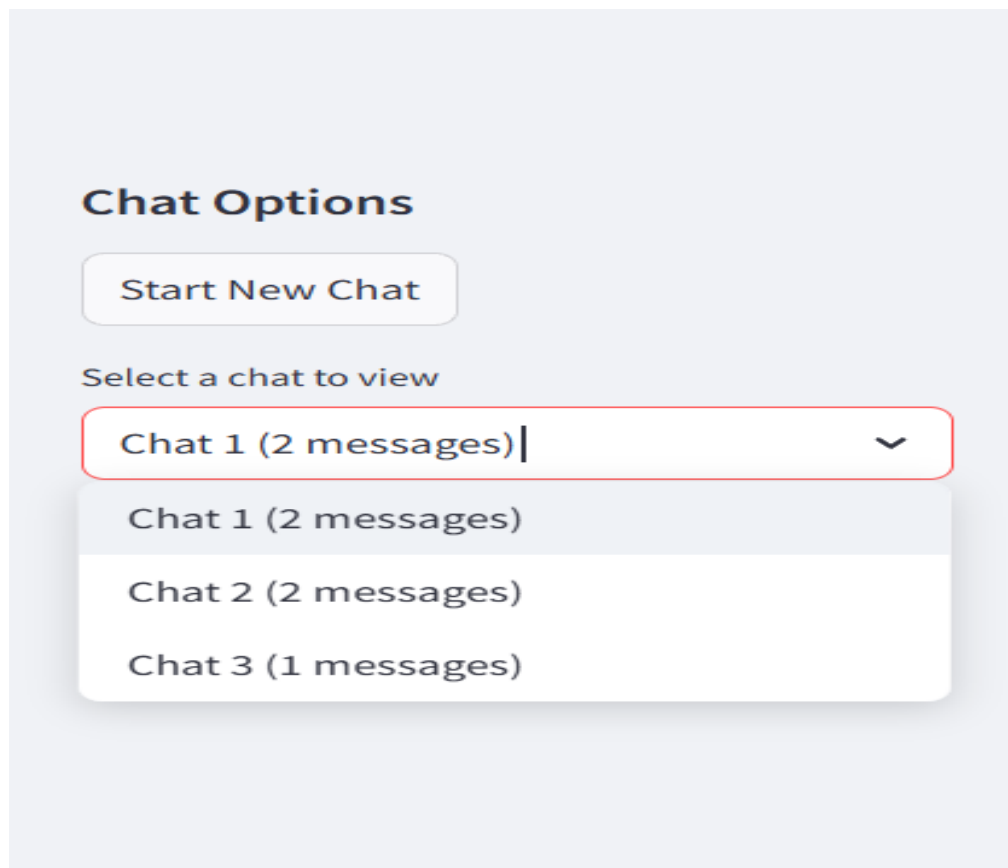 Chat Options
Start New Chat
Select a chat to view
Chat 1 (2 messages)
Chat 1 (2 messages)
Chat 2 (2 messages)
Chat 3 (1 messages)